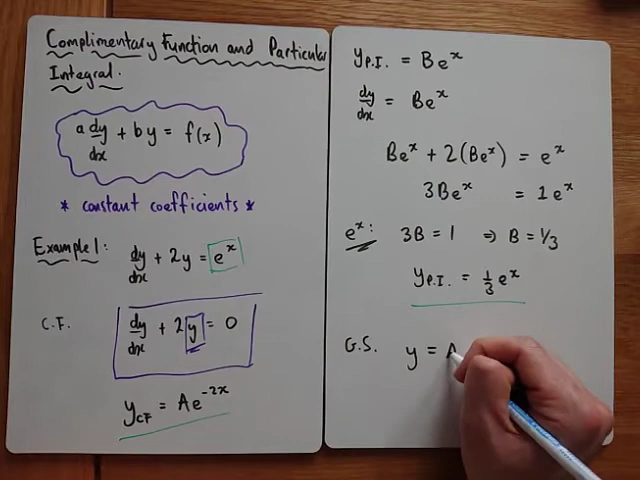 Complimentary Function and Particular
Integral.
a dy/dx + by = f(x)
* constant coefficients *
Example 1:
dy/dx + 2y = e^x
C.F.
dy/dx + 2y = 0
y_CF = Ae^-2x
y_P.I. = Be^x
dy/dx = Be^x
Be^x + 2(Be^x) = e^x
3Be^x = 1e^x
e^x: 3B = 1 ⇒ B = 1/3
y_P.I. = 1/3 e^x
G.S. y = A